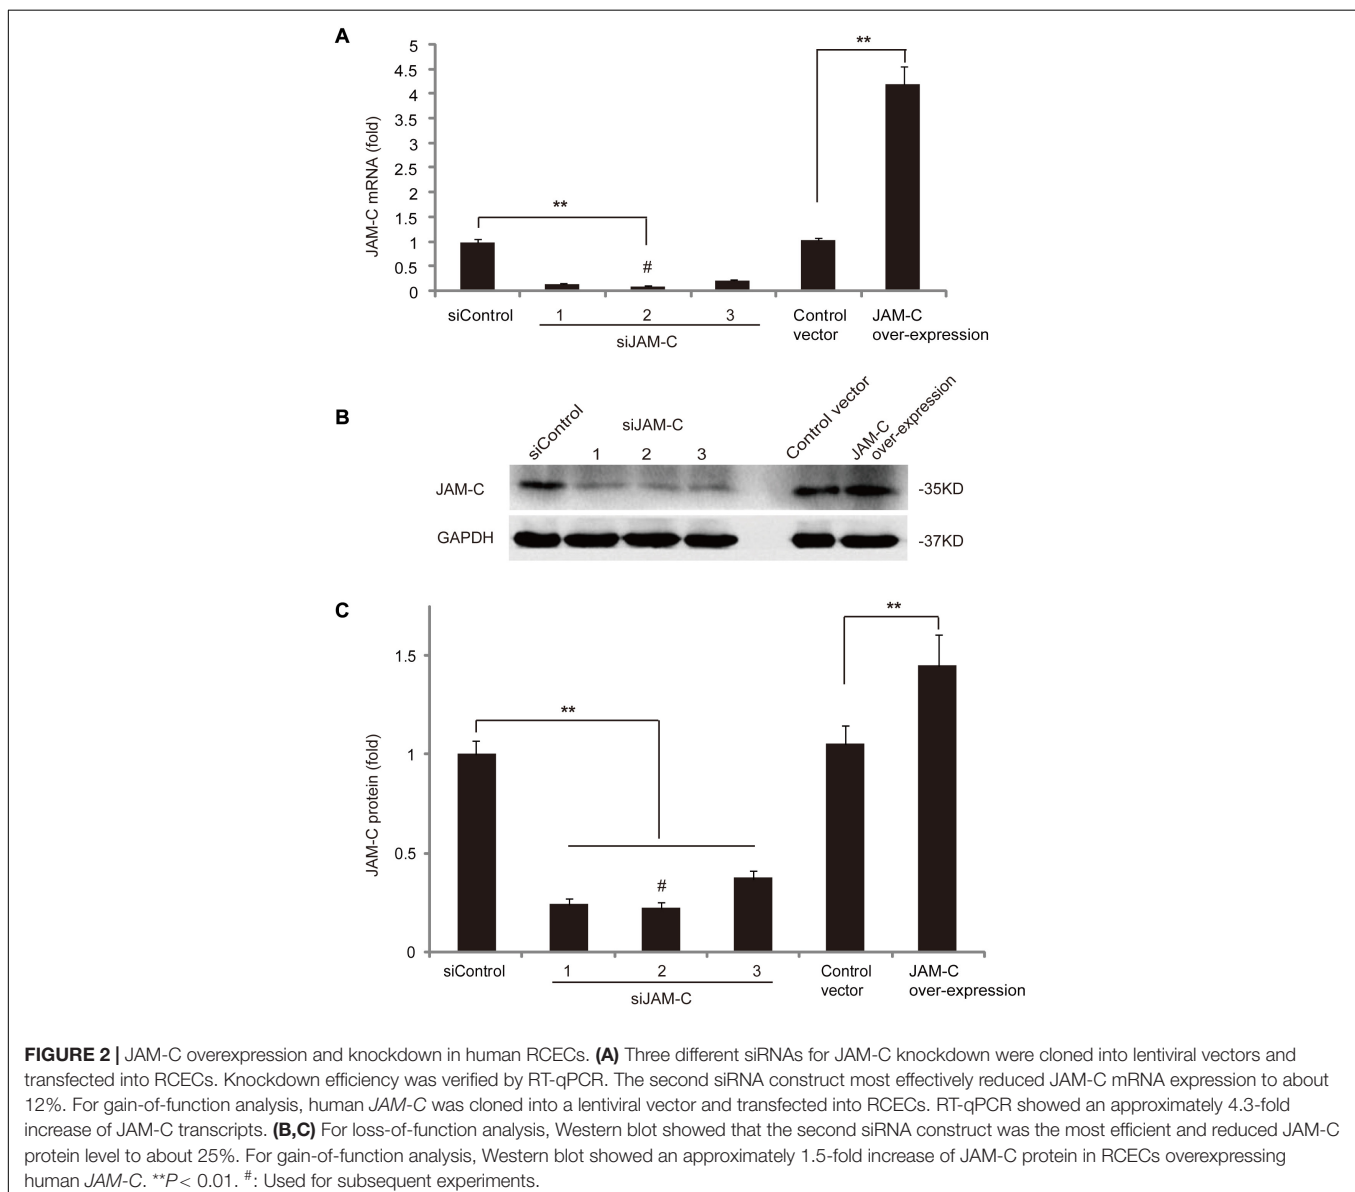 A
5
4.5
4
3.5
3
2.5
2
1.5
1
0.5
0
JAM-C mRNA (fold)
**
**
#
siControl
1
2
3
siJAM-C
Control
vector
JAM-C
over-expression
B
siControl
siJAM-C
1
2
3
Control vector
JAM-C
over-expression
JAM-C
-35KD
GAPDH
-37KD
C
1.5
1
0.5
0
JAM-C protein (fold)
**
**
#
siControl
1
2
3
siJAM-C
Control
vector
JAM-C
over-expression
FIGURE 2 | JAM-C overexpression and knockdown in human RCECs. (A) Three different siRNAs for JAM-C knockdown were cloned into lentiviral vectors and
transfected into RCECs. Knockdown efficiency was verified by RT-qPCR. The second siRNA construct most effectively reduced JAM-C mRNA expression to about
12%. For gain-of-function analysis, human JAM-C was cloned into a lentiviral vector and transfected into RCECs. RT-qPCR showed an approximately 4.3-fold
increase of JAM-C transcripts. (B,C) For loss-of-function analysis, Western blot showed that the second siRNA construct was the most efficient and reduced JAM-C
protein level to about 25%. For gain-of-function analysis, Western blot showed an approximately 1.5-fold increase of JAM-C protein in RCECs overexpressing
human JAM-C. **P< 0.01. #: Used for subsequent experiments.